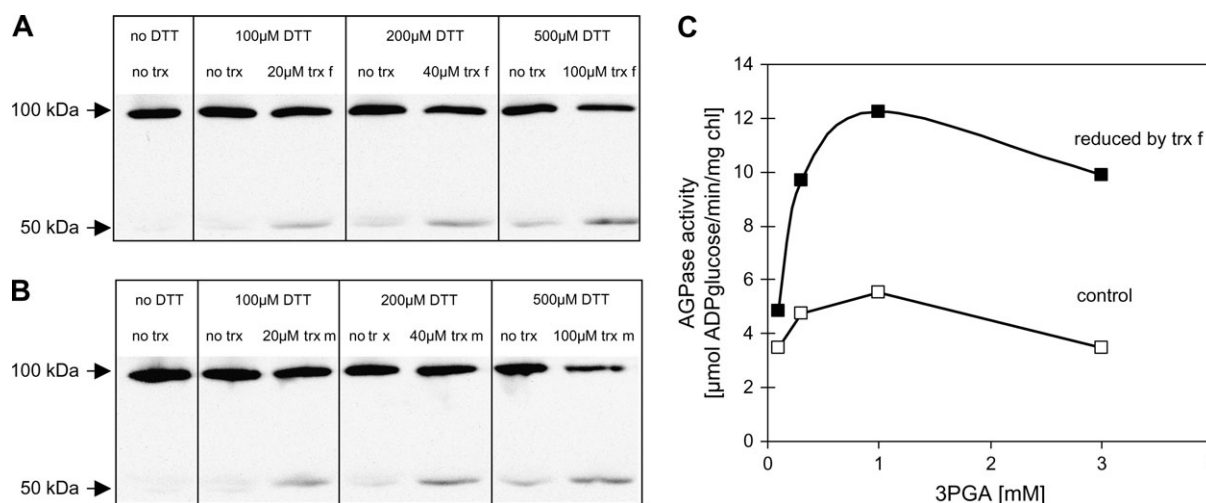 A
no DTT 100µM DTT 200µM DTT 500µM DTT
no trx no trx 20µM trx f no trx 40µM trx f no trx 100µM trx f
100 kDa
50 kDa
B
no DTT 100µM DTT 200µM DTT 500µM DTT
no trx no trx 20µM trx m no tr x 40µM trx m no trx 100µM trx m
100 kDa
50 kDa
C
14
12
10
8
6
4
2
0
AGPase activity
[µmol ADPglucose/min/mg chl]
reduced by trx f
control
0 1 2 3
3PGA [mM]